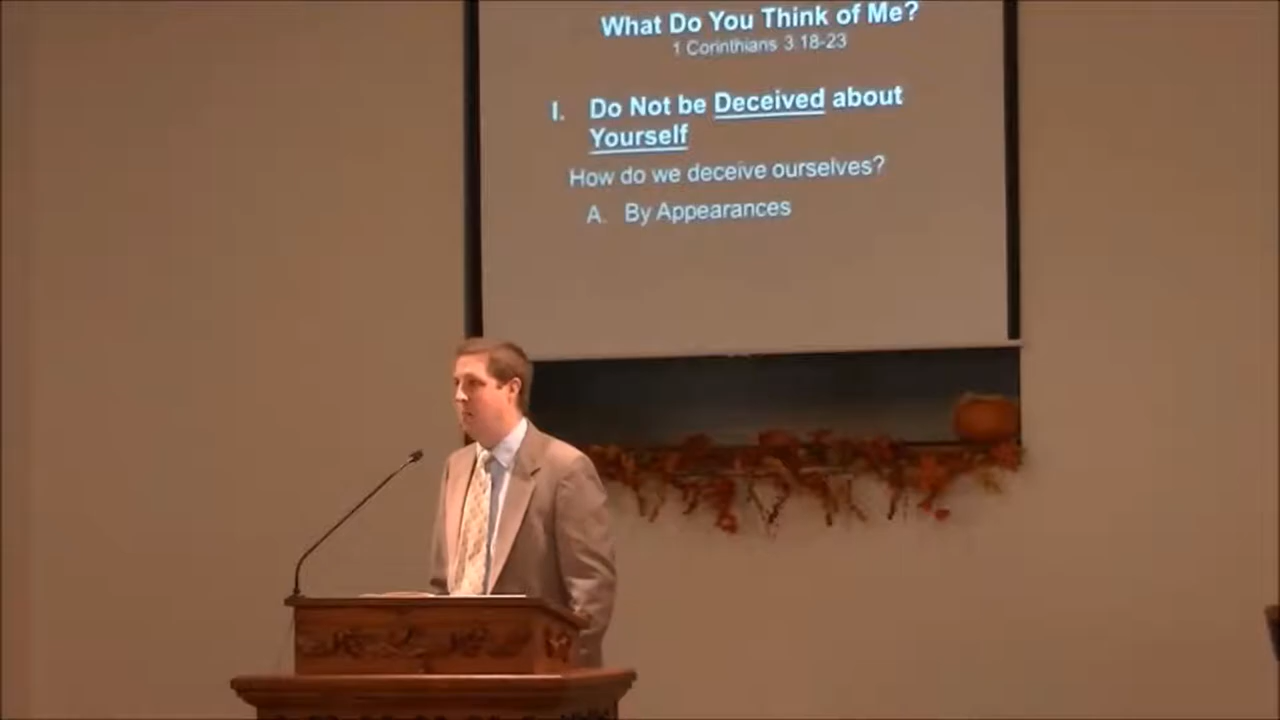 What Do You Think of Me?
1 Corinthians 3.18-23
I. Do Not be Deceived about
Yourself
How do we deceive ourselves?
A. By Appearances